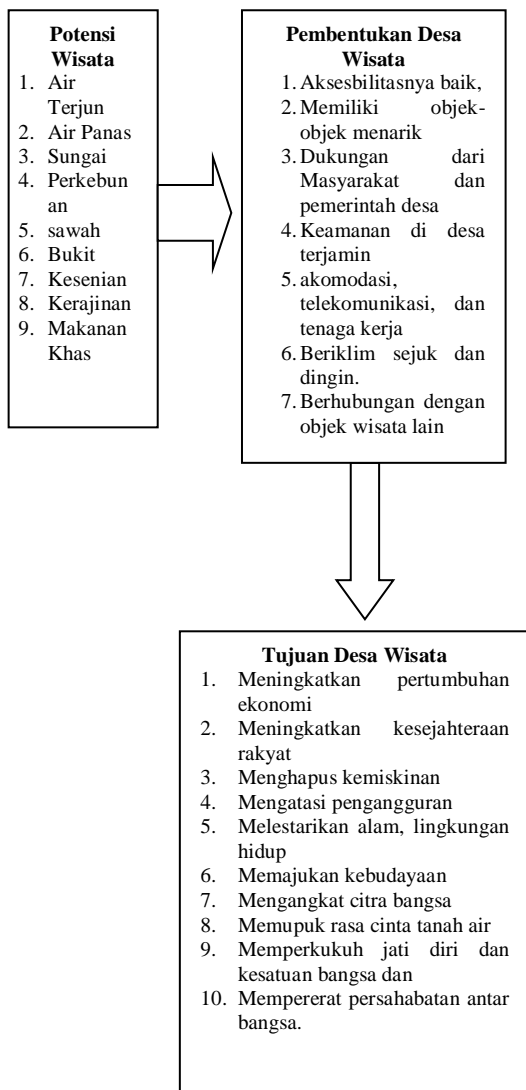 Potensi
Wisata
1. Air
Terjun
2. Air Panas
3. Sungai
4. Perkebun
an
5. sawah
6. Bukit
7. Kesenian
8. Kerajinan
9. Makanan
Khas
Pembentukan Desa
Wisata
1. Aksesbilitasnya baik,
2. Memiliki objek-
objek menarik
3. Dukungan dari
Masyarakat dan
pemerintah desa
4. Keamanan di desa
terjamin
5. akomodasi,
telekomunikasi, dan
tenaga kerja
6. Beriklim sejuk dan
dingin.
7. Berhubungan dengan
objek wisata lain
Tujuan Desa Wisata
1. Meningkatkan pertumbuhan
ekonomi
2. Meningkatkan kesejahteraan
rakyat
3. Menghapus kemiskinan
4. Mengatasi pengangguran
5. Melestarikan alam, lingkungan
hidup
6. Memajukan kebudayaan
7. Mengangkat citra bangsa
8. Memupuk rasa cinta tanah air
9. Memperkukuh jati diri dan
kesatuan bangsa dan
10. Mempererat persahabatan antar
bangsa.